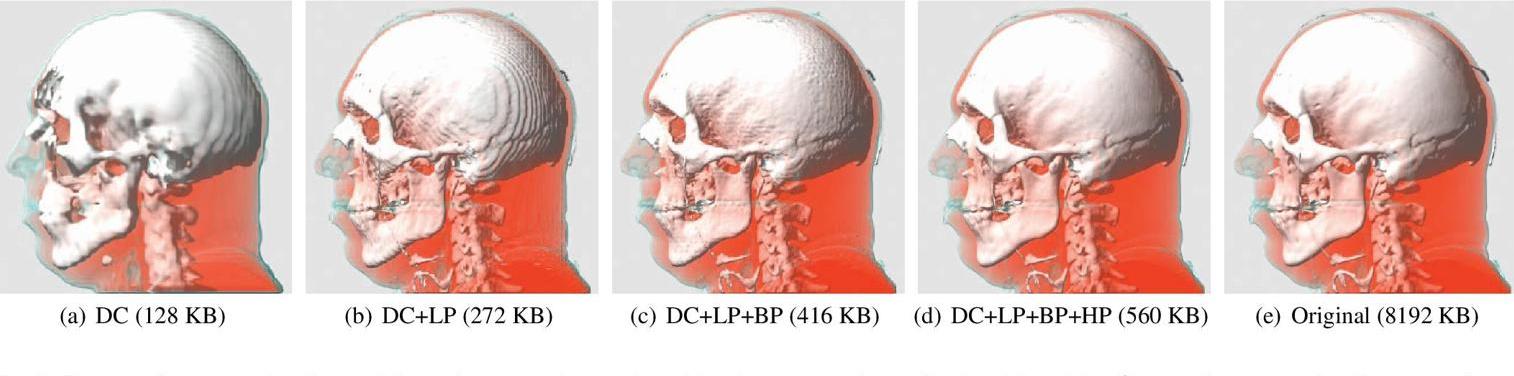 (a) DC (128 KB)
(b) DC+LP (272 KB)
(c) DC+LP+BP (416 KB)
(d) DC+LP+BP+HP (560 KB)
(e) Original (8192 KB)